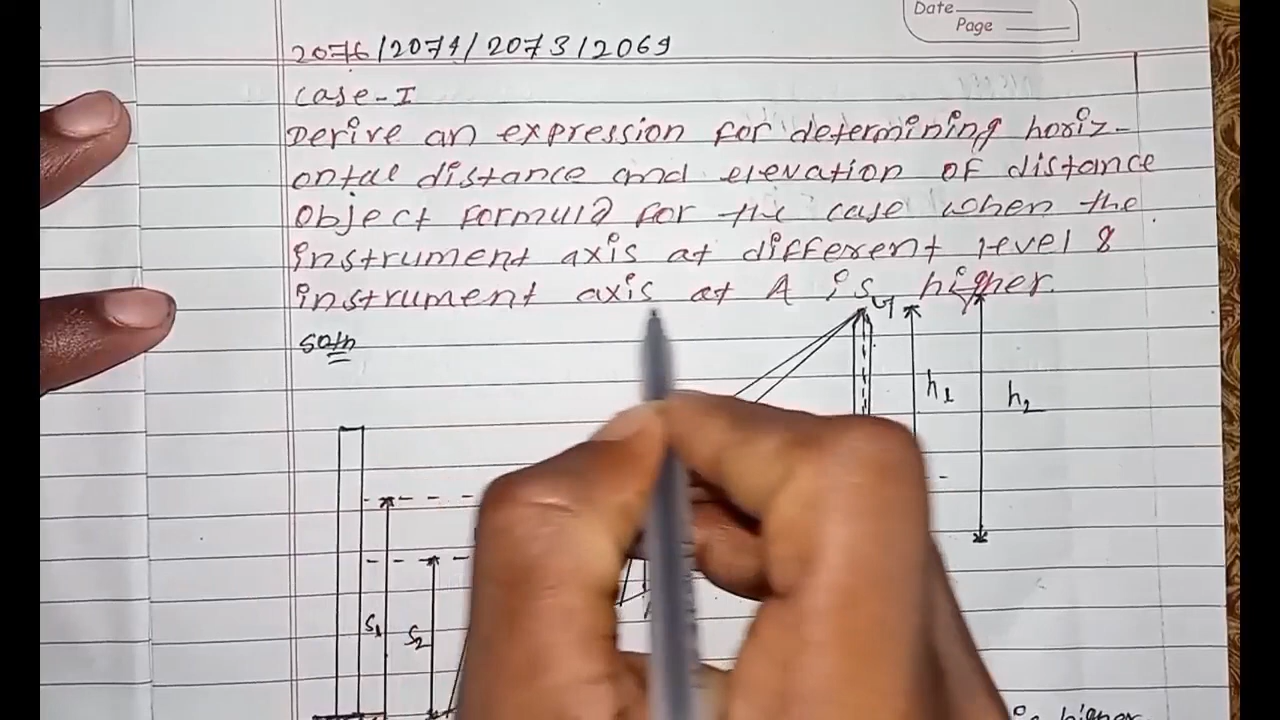 Date
Page
2076/2074/2073/2069
Case-I
Derive an expression for determining horiz-
ontal distance and elevation of distance
object formula for the case when the
instrument axis at different level &
instrument axis at A is higher.
Soln
G
h1
h2
S1
S2
is higher